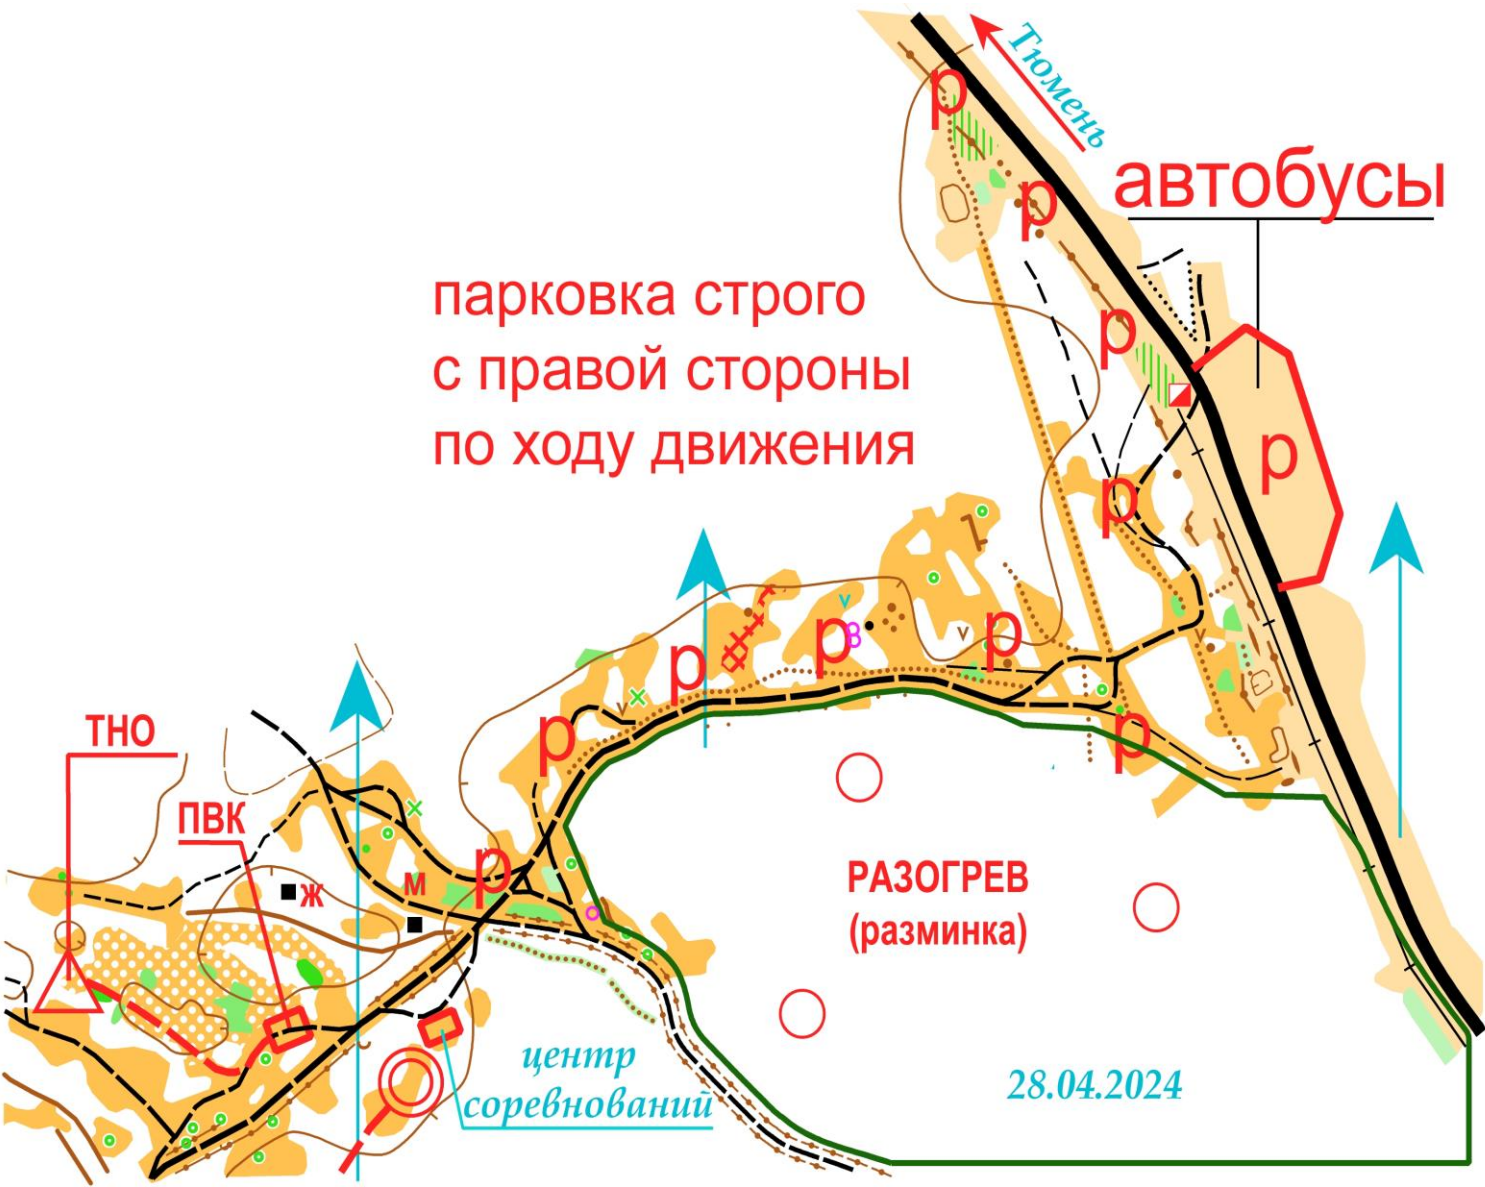 Тюмень
р
автобусы
р
парковка строго
с правой стороны
по ходу движения
р
р
р
р
р
р
р
р
ТНО
ПВК
р
ж
М
РАЗОГРЕВ
(разминка)
центр
соревнований
28.04.2024